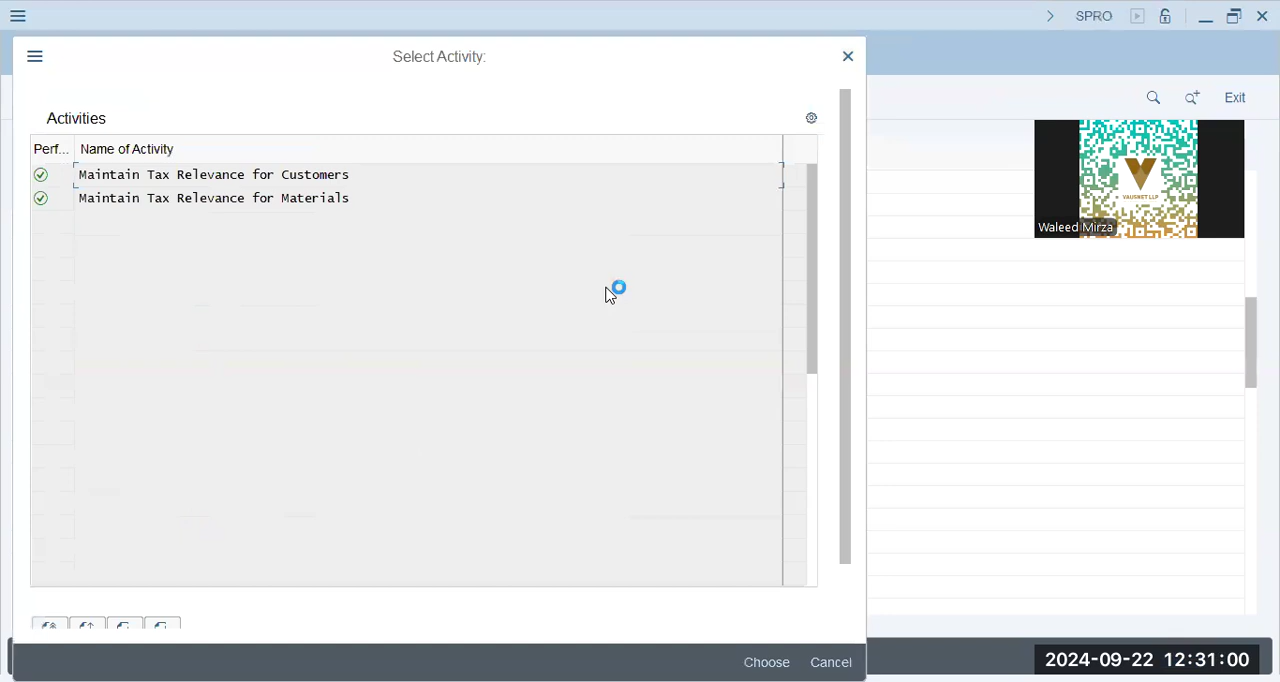 SPRO
Select Activity:
Exit
Activities
Perf... Name of Activity
Maintain Tax Relevance for Customers
Maintain Tax Relevance for Materials
VAUSNET LLP
Waleed Mirza
Choose Cancel
2024-09-22 12:31:00